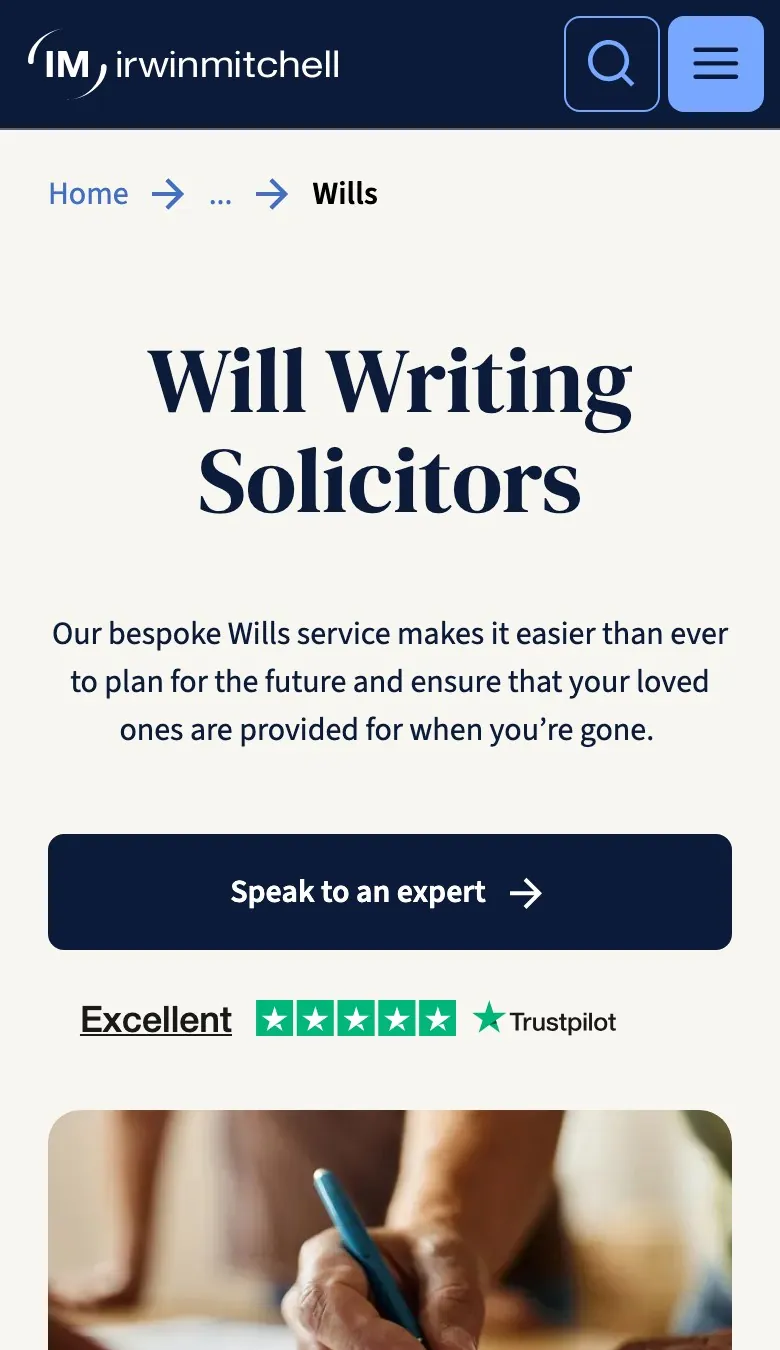 IM irwinmitchell
Home → ... → Wills
Will Writing
Solicitors
Our bespoke Wills service makes it easier than ever
to plan for the future and ensure that your loved
ones are provided for when you’re gone.
Speak to an expert →
Excellent ★★★★★ ★ Trustpilot